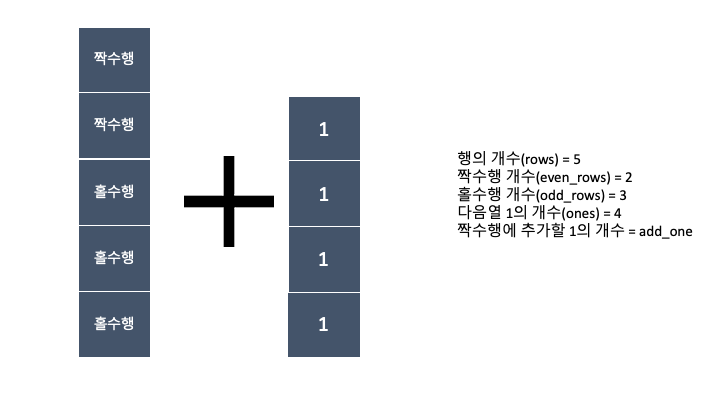 짝수행
짝수행
홀수행
홀수행
홀수행
1
1
1
1
행의 개수(rows) = 5
짝수행 개수(even_rows) = 2
홀수행 개수(odd_rows) = 3
다음열 1의 개수(ones) = 4
짝수행에 추가할 1의 개수 = add_one